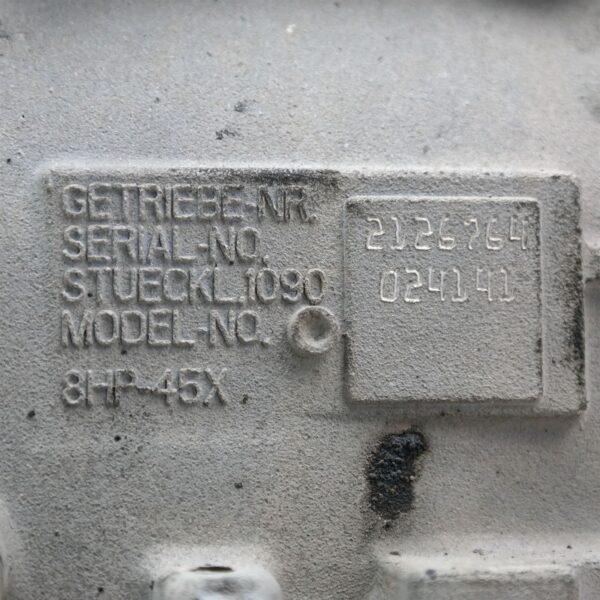 GETRIEBE-NR.
SERIAL-NO.
STUECKL.1090
MODEL-NO.
8HP-45X
2126764
024141